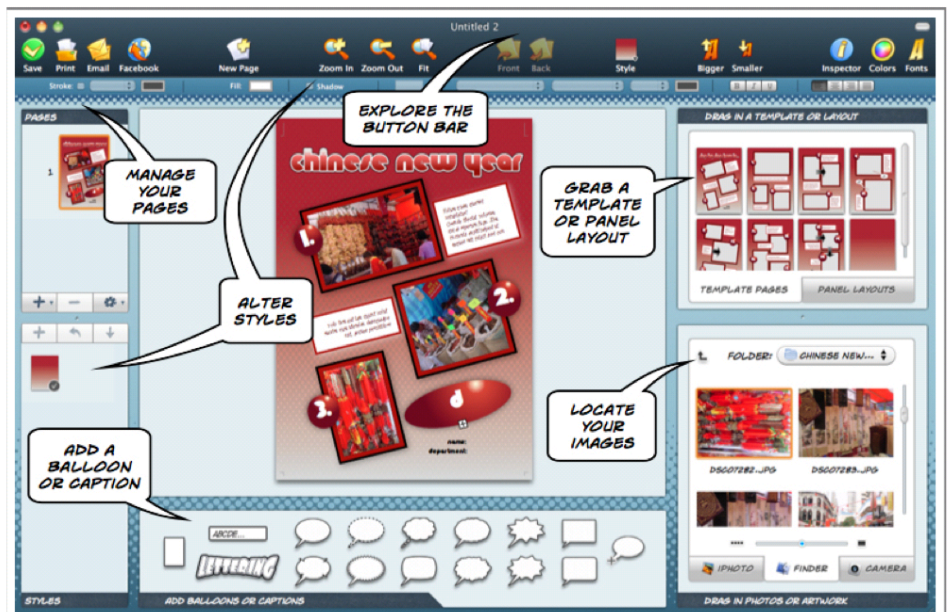 Untitled 2
Save Print Email Facebook New Page Zoom In Zoom Out Fit Front Back Style Bigger Smaller Inspector Colors Fonts
Stroke: Fill: Shadow B I U
EXPLORE THE
BUTTON BAR
PAGES
1
MANAGE
YOUR
PAGES
chinese new year
1.
2.
3.
d
name:
department:
DRAG IN A TEMPLATE OR LAYOUT
GRAB A
TEMPLATE
OR PANEL
LAYOUT
TEMPLATE PAGES PANEL LAYOUTS
ALTER
STYLES
FOLDER: CHINESE NEW...
LOCATE
YOUR
IMAGES
DSC07282.JPG DSC07283.JPG
ADD A
BALLOON
OR CAPTION
ABCDE...
LETTERING
IPHOTO FINDER CAMERA
STYLES
ADD BALLOONS OR CAPTIONS
DRAG IN PHOTOS OR ARTWORK